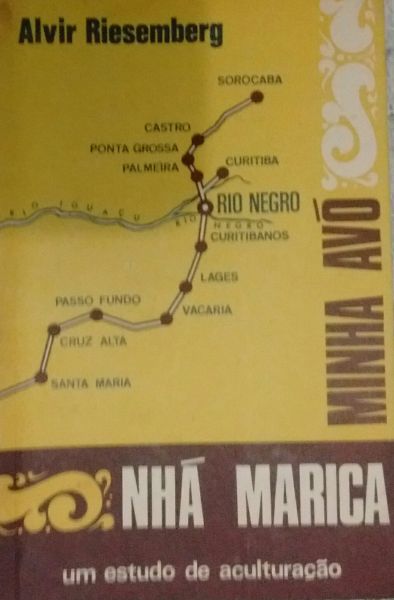 Alvir Riesemberg
SOROCABA
CASTRO
PONTA GROSSA
PALMEIRA
CURITIBA
RIO NEGRO
RIO IGUAÇU
RIO NEGRO
CURITIBANOS
LAGES
PASSO FUNDO
VACARIA
CRUZ ALTA
SANTA MARIA
MINHA AVÓ
NHÁ MARICA
um estudo de aculturação